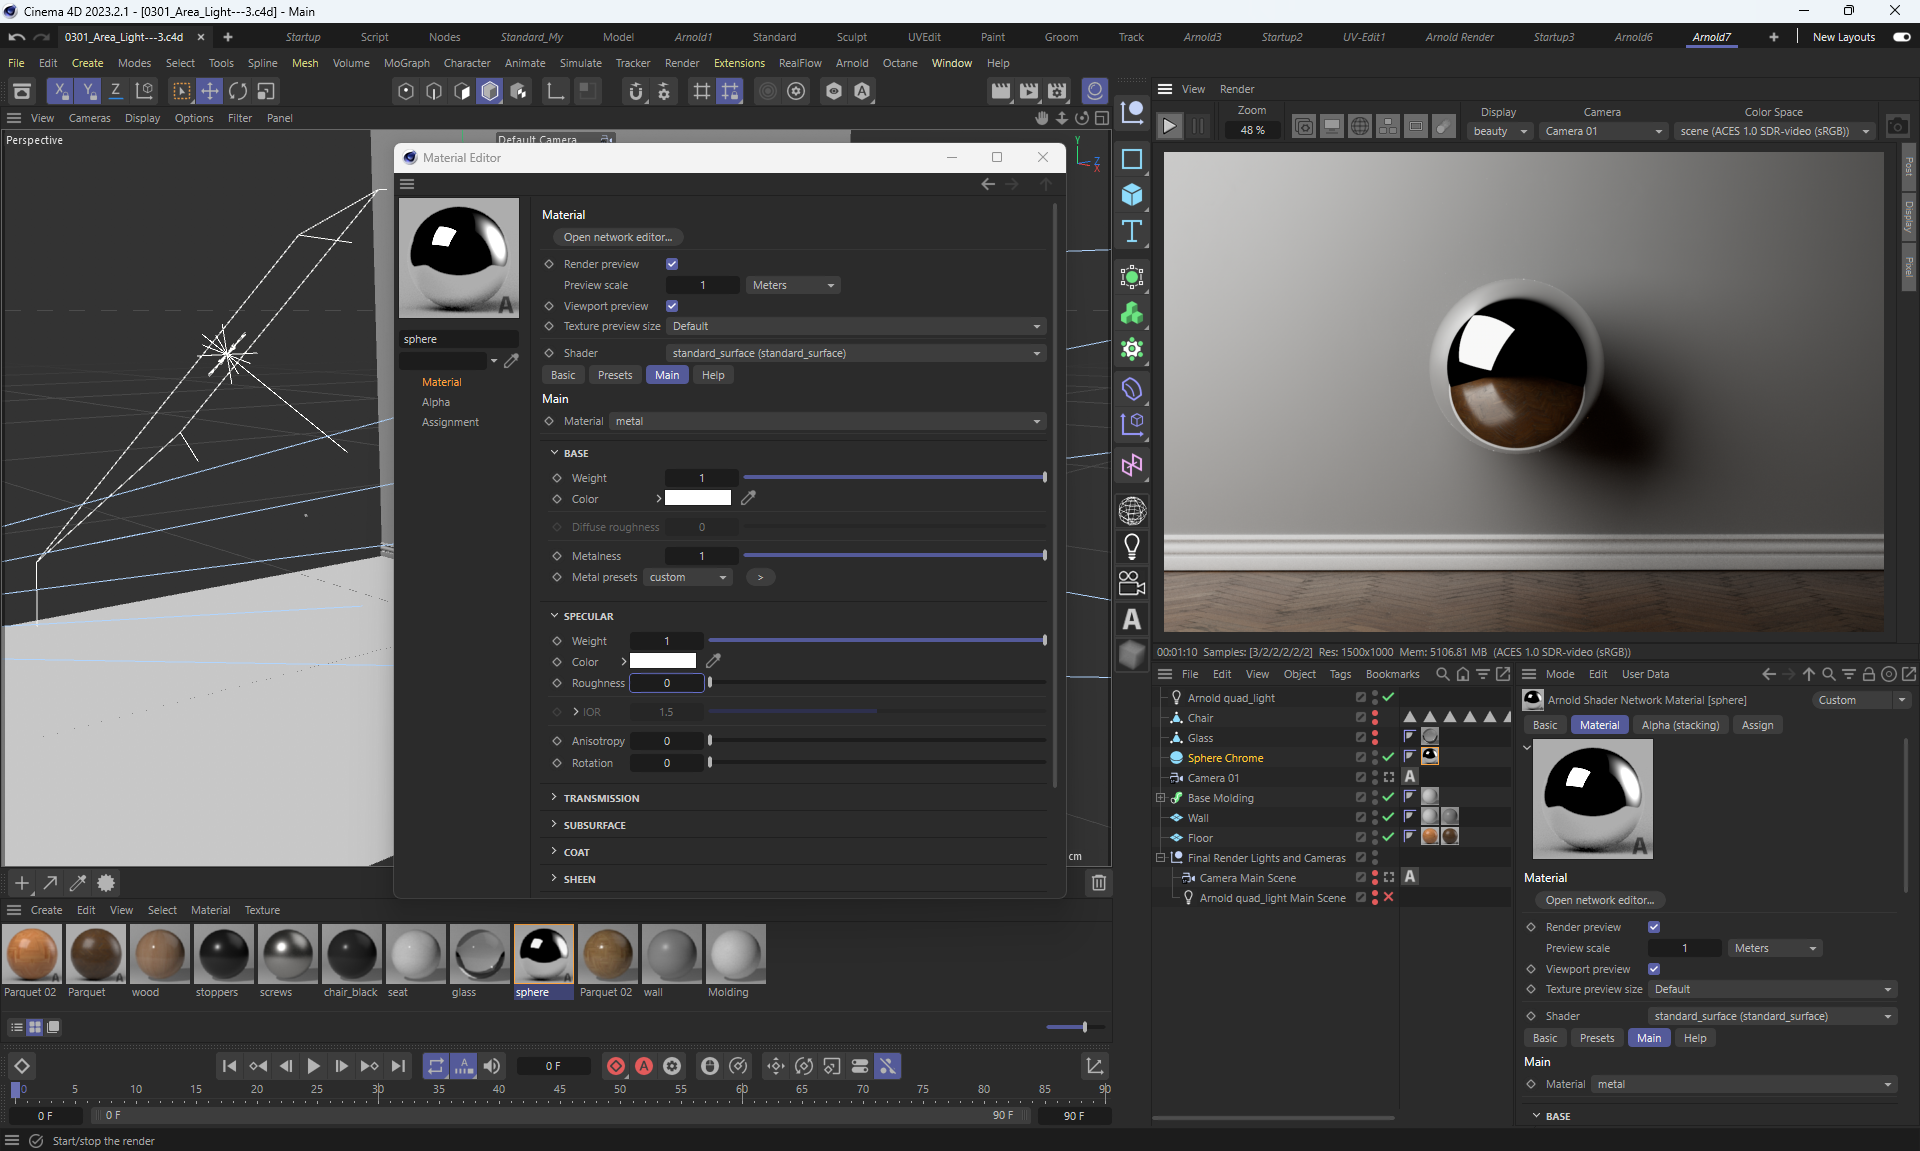 Cinema 4D 2023.2.1 - [0301_Area_Light---3.c4d] - Main
0301_Area_Light---3.c4d
Startup Script Nodes Standard_My Model Arnold1 Standard Sculpt UVEdit Paint Groom Track Arnold3 Startup2 UV-Edit1 Arnold Render Startup3 Arnold6 Arnold7 New Layouts
File Edit Create Modes Select Tools Spline Mesh Volume MoGraph Character Animate Simulate Tracker Render Extensions RealFlow Arnold Octane Window Help
View Cameras Display Options Filter Panel
Perspective
Default Camera
Y
Z
X
Material Editor
sphere
Material
Alpha
Assignment
Material
Open network editor...
Render preview
Preview scale 1 Meters
Viewport preview
Texture preview size Default
Shader standard_surface (standard_surface)
Basic Presets Main Help
Main
Material metal
BASE
Weight 1
Color
Diffuse roughness 0
Metalness 1
Metal presets custom >
SPECULAR
Weight 1
Color
Roughness 0
IOR 1.5
Anisotropy 0
Rotation 0
TRANSMISSION
SUBSURFACE
COAT
SHEEN
cm
View Render
Zoom
48 %
Display
beauty
Camera
Camera 01
Color Space
scene (ACES 1.0 SDR-video (sRGB))
Post
Display
Pixel
00:01:10 Samples: [3/2/2/2/2/2] Res: 1500x1000 Mem: 5106.81 MB (ACES 1.0 SDR-video (sRGB))
File Edit View Object Tags Bookmarks
Arnold quad_light
Chair
Glass
Sphere Chrome
Camera 01
Base Molding
Wall
Floor
Final Render Lights and Cameras
Camera Main Scene
Arnold quad_light Main Scene
Mode Edit User Data
Arnold Shader Network Material [sphere] Custom
Basic Material Alpha (stacking) Assign
Material
Open network editor...
Render preview
Preview scale 1 Meters
Viewport preview
Texture preview size Default
Shader standard_surface (standard_surface)
Basic Presets Main Help
Main
Material metal
BASE
Create Edit View Select Material Texture
Parquet 02 Parquet wood stoppers screws chair_black seat glass sphere Parquet 02 wall Molding
0 F
0 5 10 15 20 25 30 35 40 45 50 55 60 65 70 75 80 85 90
0 F 0 F 90 F 90 F
Start/stop the render